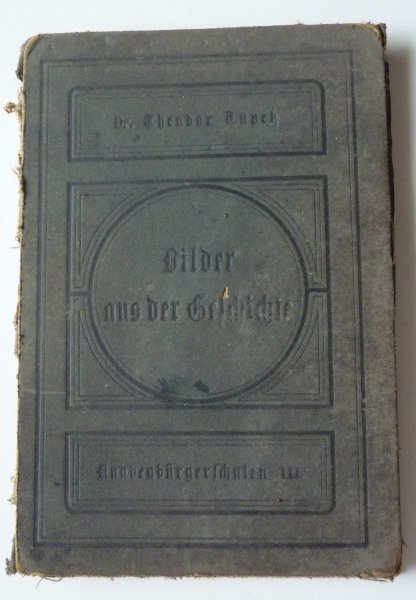 Dr. Theodor Tupetz
Bilder
aus der Geschichte
Knabenbürgerschulen III